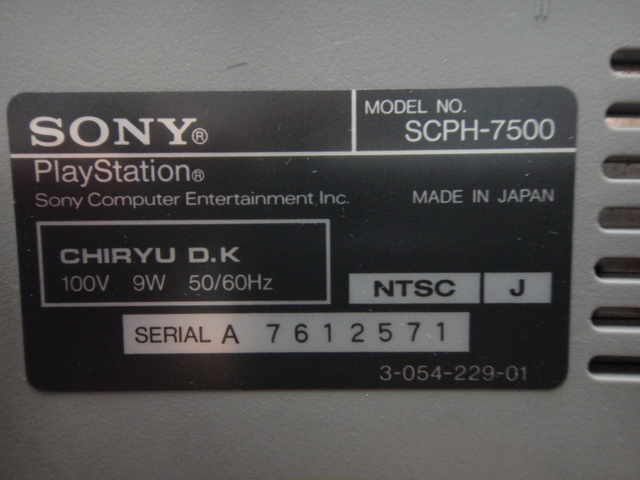 SONY®
MODEL NO.
SCPH-7500
PlayStation®
Sony Computer Entertainment Inc.
MADE IN JAPAN
CHIRYU D.K
100V 9W 50/60Hz
NTSC J
SERIAL A 7612571
3-054-229-01